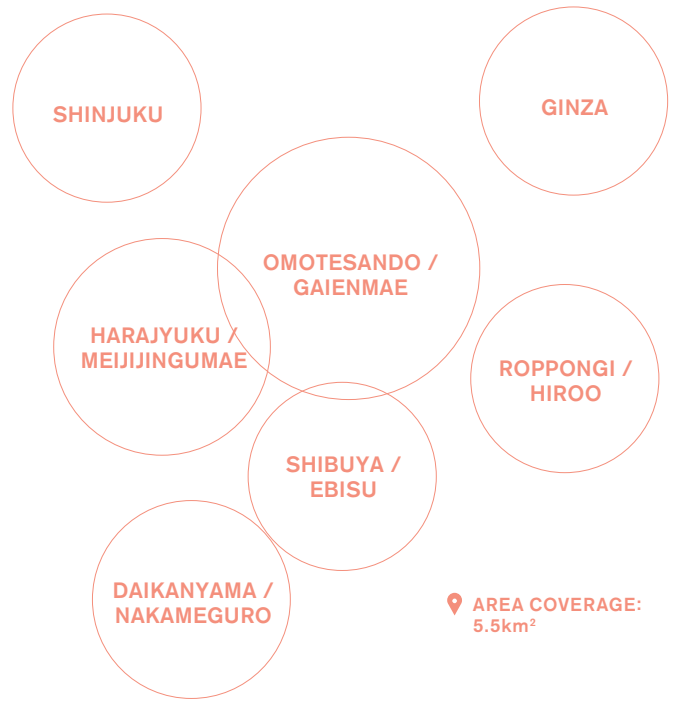 SHINJUKU
GINZA
OMOTESANDO /
GAIENMAE
HARAJYUKU /
MEIJIJINGUMAE
ROPPONGI /
HIROO
SHIBUYA /
EBISU
DAIKANYAMA /
NAKAMEGURO
AREA COVERAGE:
5.5km²